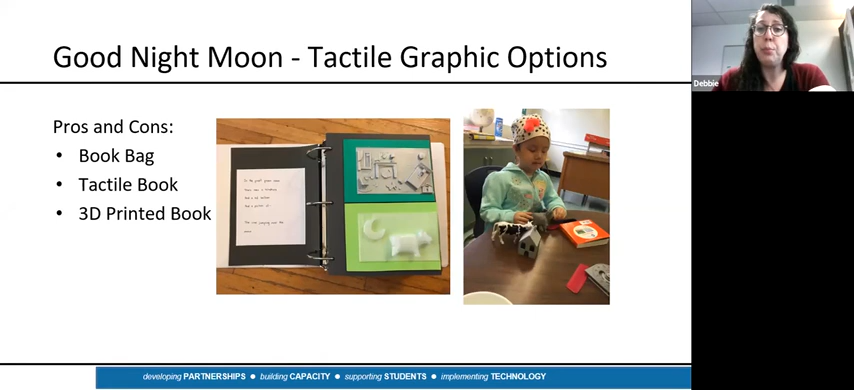 Good Night Moon - Tactile Graphic Options
Debbie
Pros and Cons:
• Book Bag
• Tactile Book
• 3D Printed Book
developing PARTNERSHIPS ● building CAPACITY ● supporting STUDENTS ● implementing TECHNOLOGY